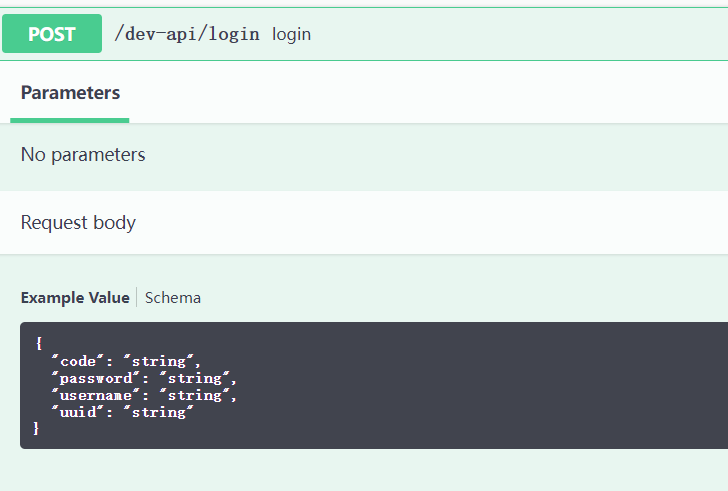 POST /dev-api/login login
Parameters
No parameters
Request body
Example Value Schema
{
"code": "string",
"password": "string",
"username": "string",
"uuid": "string"
}